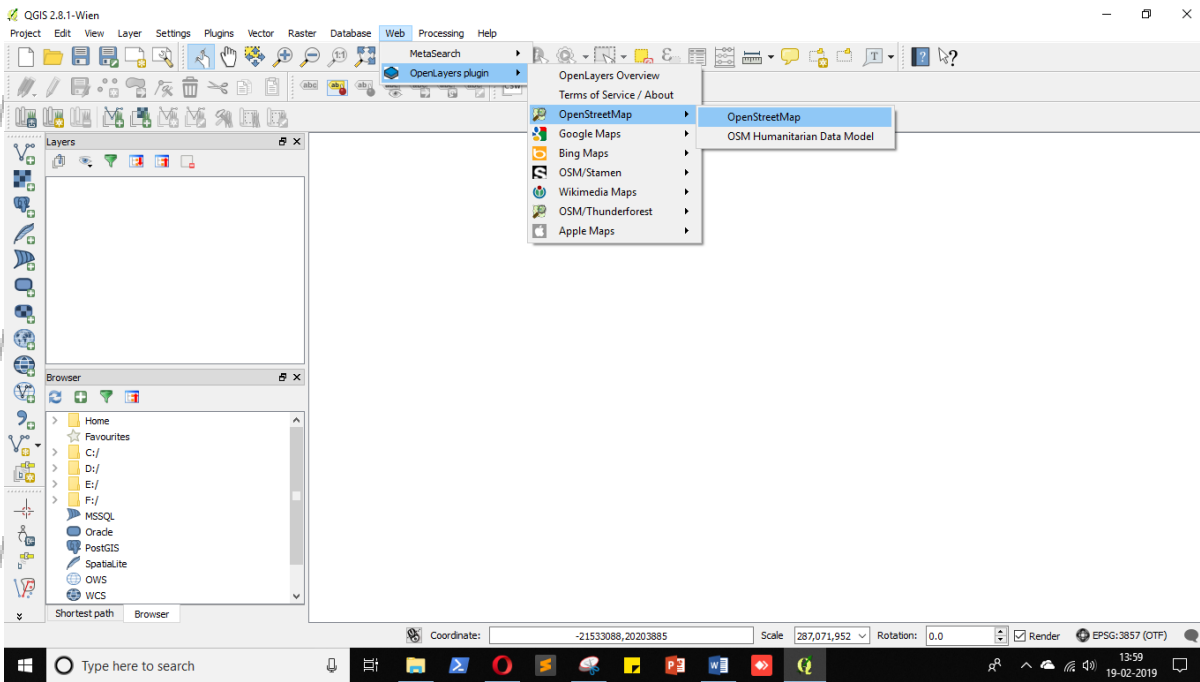 QGIS 2.8.1-Wien
Project Edit View Layer Settings Plugins Vector Raster Database Web Processing Help
MetaSearch
OpenLayers plugin
OpenLayers Overview
Terms of Service / About
OpenStreetMap
Google Maps
Bing Maps
OSM/Stamen
Wikimedia Maps
OSM/Thunderforest
Apple Maps
OpenStreetMap
OSM Humanitarian Data Model
Layers
Browser
Home
Favourites
C:/
D:/
E:/
F:/
MSSQL
Oracle
PostGIS
SpatiaLite
OWS
WCS
Shortest path Browser
Coordinate: -21533088,20203885 Scale 287,071,952 Rotation: 0.0 Render EPSG:3857 (OTF)
Type here to search
13:59
19-02-2019